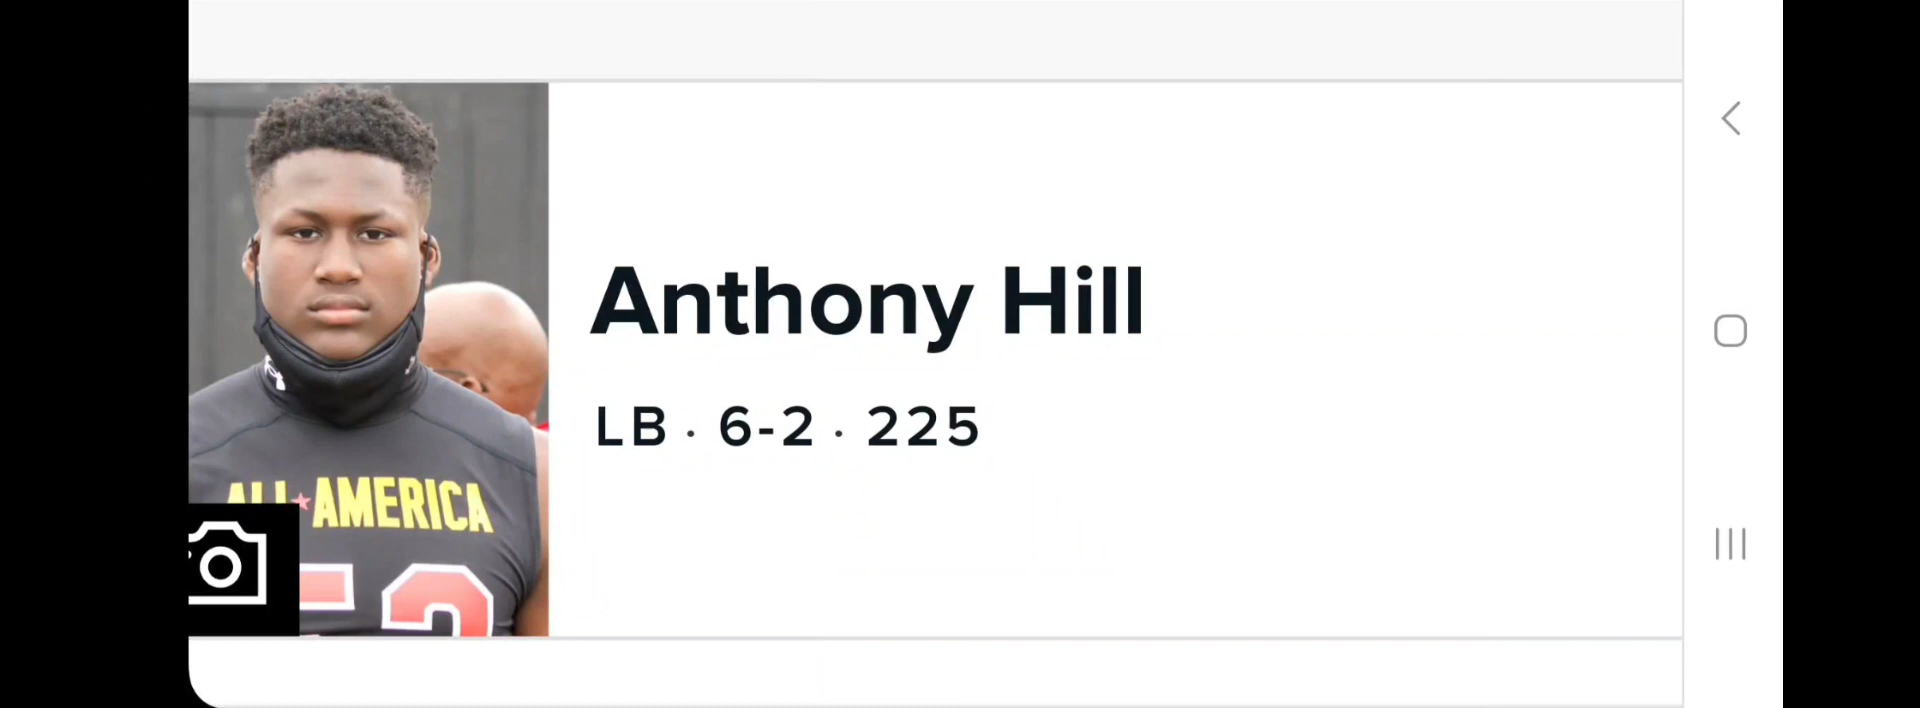 Anthony Hill
LB · 6-2 · 225
ALL★AMERICA